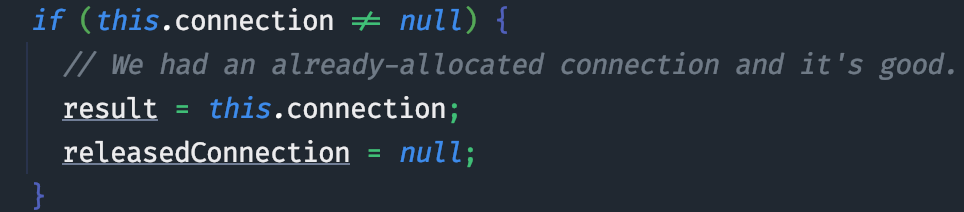 if (this.connection != null) {
// We had an already-allocated connection and it's good.
result = this.connection;
releasedConnection = null;
}